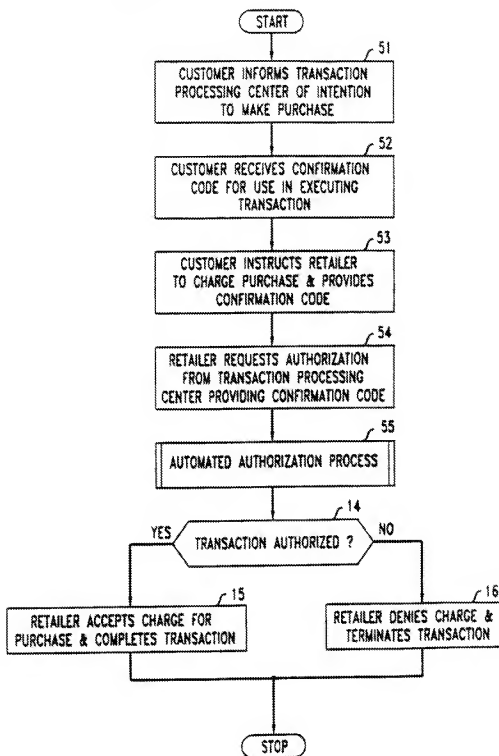 START
51
CUSTOMER INFORMS TRANSACTION
PROCESSING CENTER OF INTENTION
TO MAKE PURCHASE
52
CUSTOMER RECEIVES CONFIRMATION
CODE FOR USE IN EXECUTING
TRANSACTION
53
CUSTOMER INSTRUCTS RETAILER
TO CHARGE PURCHASE & PROVIDES
CONFIRMATION CODE
54
RETAILER REQUESTS AUTHORIZATION
FROM TRANSACTION PROCESSING
CENTER PROVIDING CONFIRMATION CODE
55
AUTOMATED AUTHORIZATION PROCESS
14
YES
TRANSACTION AUTHORIZED ?
NO
15
RETAILER ACCEPTS CHARGE FOR
PURCHASE & COMPLETES TRANSACTION
16
RETAILER DENIES CHARGE &
TERMINATES TRANSACTION
STOP